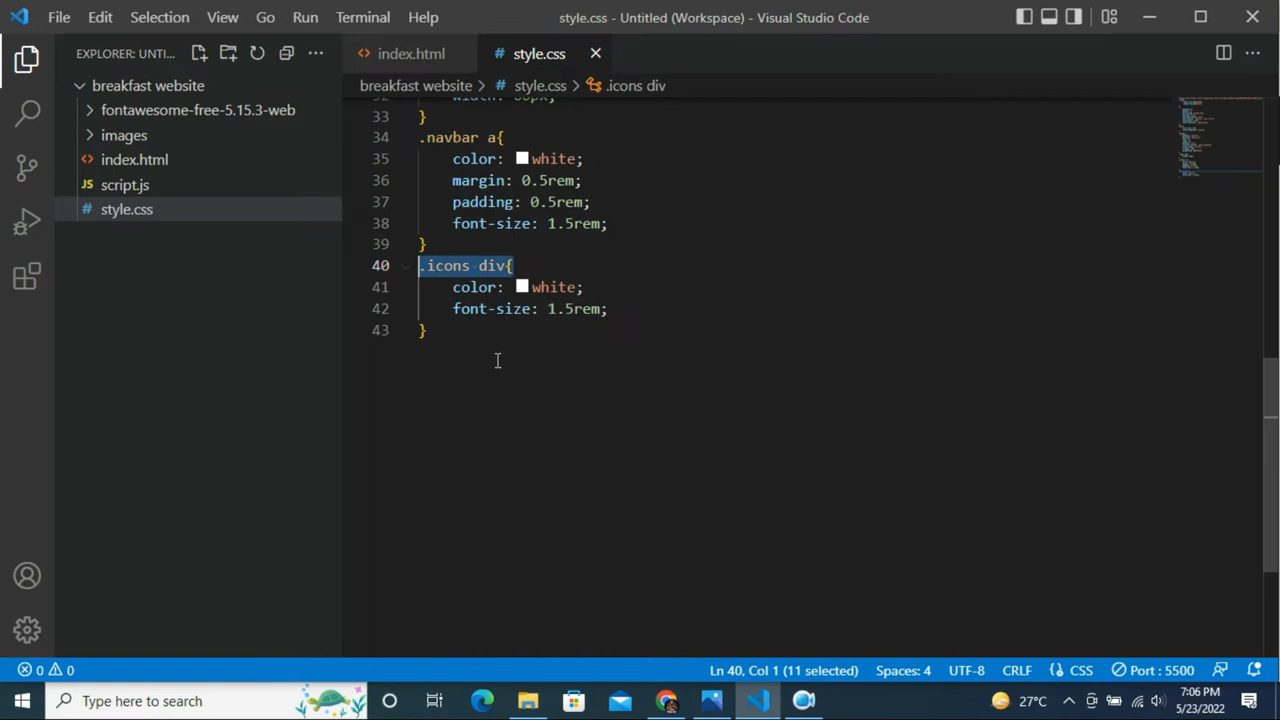 File Edit Selection View Go Run Terminal Help
style.css - Untitled (Workspace) - Visual Studio Code
EXPLORER: UNTI...
index.html
# style.css
breakfast website
fontawesome-free-5.15.3-web
images
<> index.html
JS script.js
# style.css
breakfast website > # style.css > .icons div
33 }
34 .navbar a{
35 color: white;
36 margin: 0.5rem;
37 padding: 0.5rem;
38 font-size: 1.5rem;
39 }
40 .icons div{
41 color: white;
42 font-size: 1.5rem;
43 }
0 0
Ln 40, Col 1 (11 selected) Spaces: 4 UTF-8 CRLF {} CSS Port : 5500
Type here to search
27°C
7:06 PM
5/23/2022